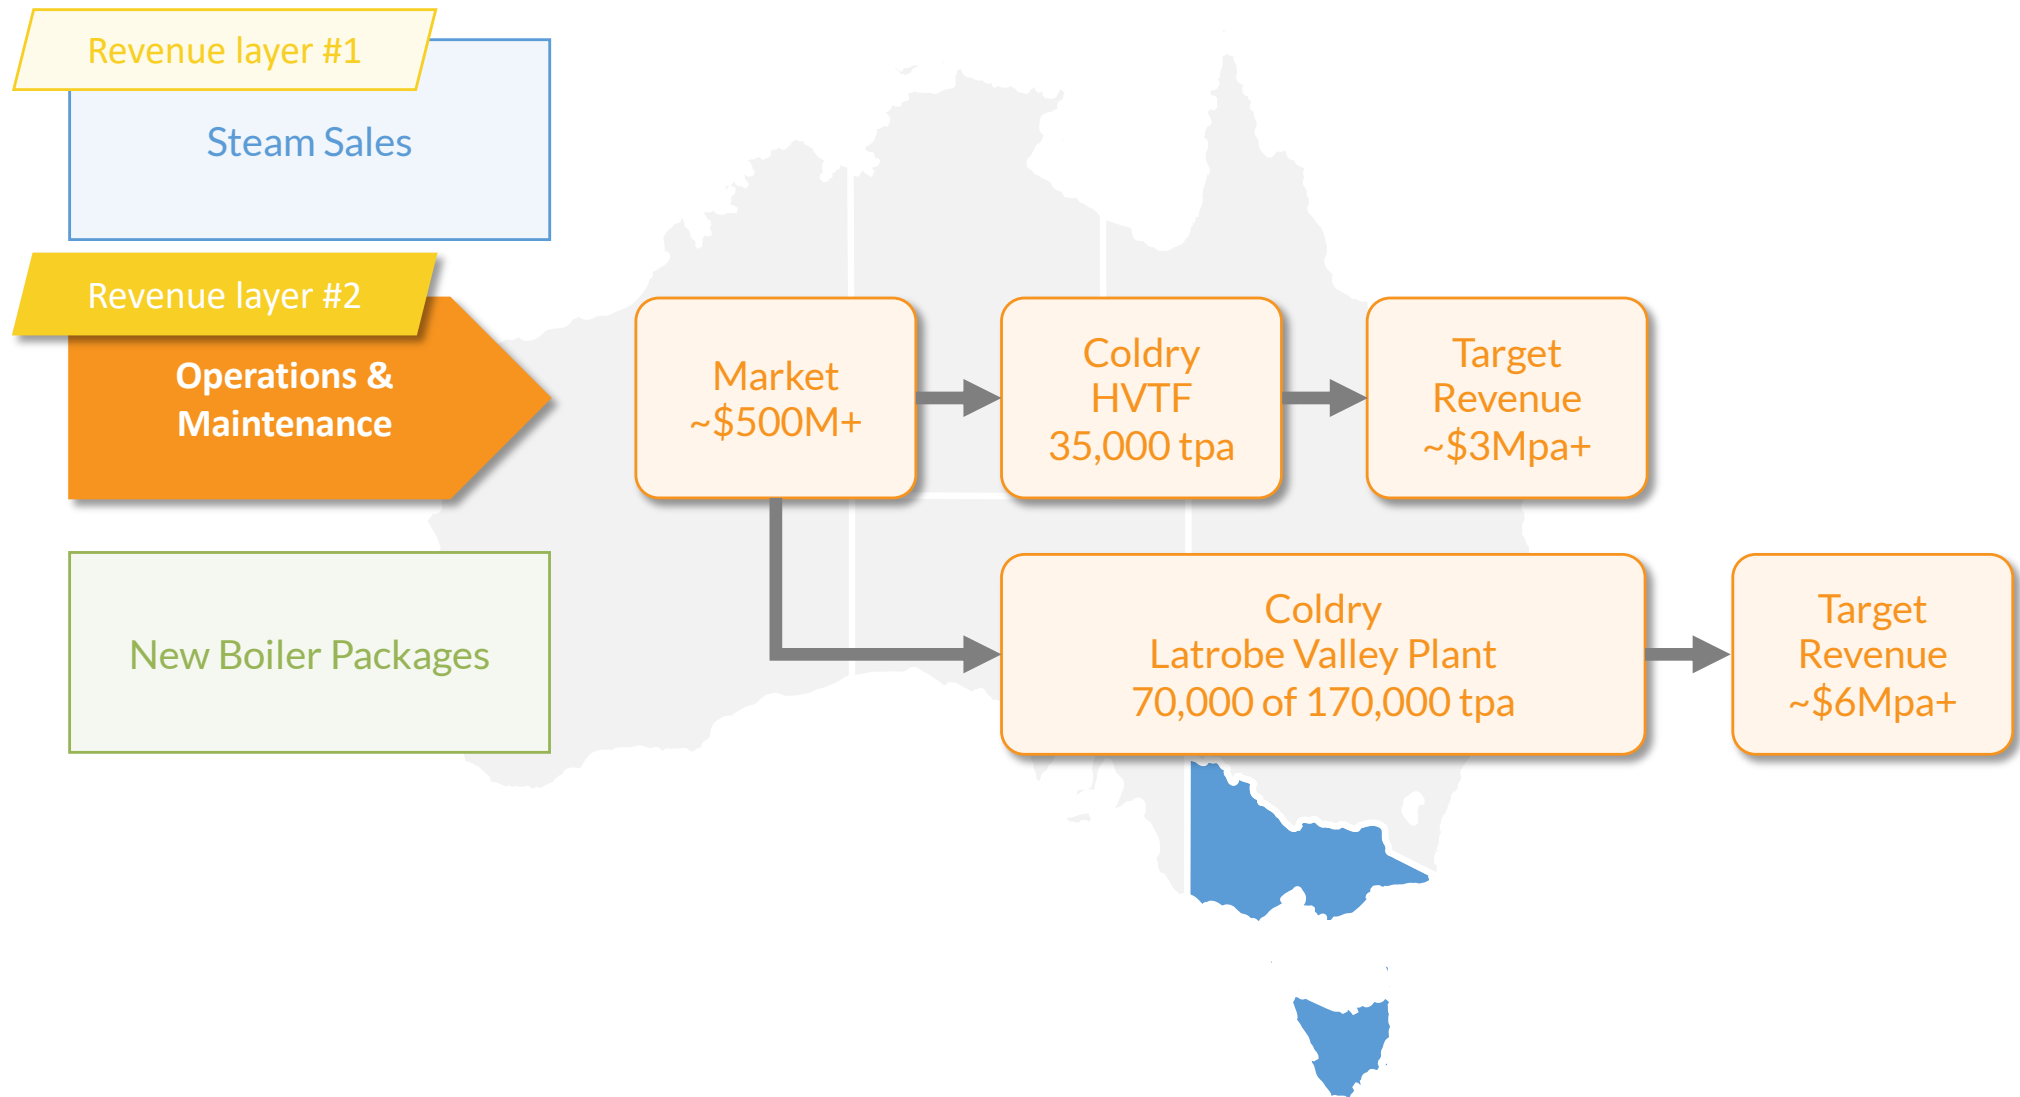 Revenue layer #1
Steam Sales
Revenue layer #2
Operations &
Maintenance
Market
~$500M+
Coldry
HVTF
35,000 tpa
Target
Revenue
~$3Mpa+
New Boiler Packages
Coldry
Latrobe Valley Plant
70,000 of 170,000 tpa
Target
Revenue
~$6Mpa+